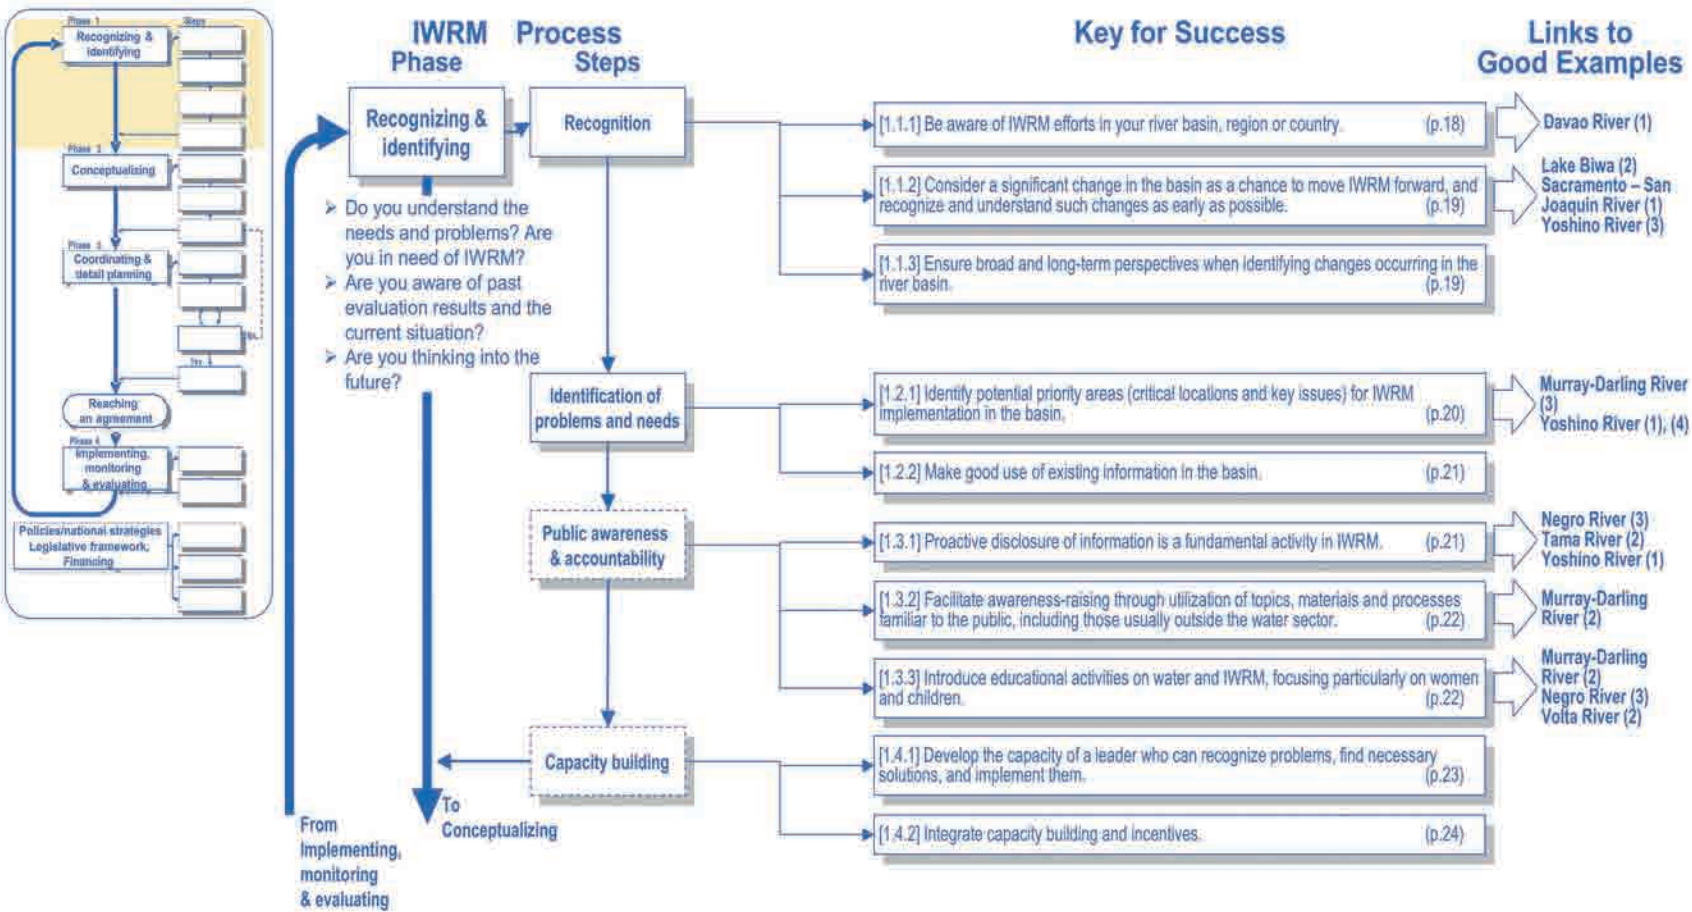 Phase 1
Steps
Recognizing &
identifying
Phase 2
Conceptualizing
Phase 3
Coordinating &
detail planning
No
Yes
Reaching
an agreement
Phase 4
Implementing,
monitoring
& evaluating
Policies/national strategies
Legislative framework,
Financing
IWRM Process
Phase Steps
Key for Success
Links to
Good Examples
Recognizing &
identifying
➢ Do you understand the
needs and problems? Are
you in need of IWRM?
➢ Are you aware of past
evaluation results and the
current situation?
➢ Are you thinking into the
future?
From
Implementing,
monitoring
& evaluating
To
Conceptualizing
Recognition
[1.1.1] Be aware of IWRM efforts in your river basin, region or country. (p.18)
Davao River (1)
[1.1.2] Consider a significant change in the basin as a chance to move IWRM forward, and
recognize and understand such changes as early as possible. (p.19)
Lake Biwa (2)
Sacramento – San
Joaquin River (1)
Yoshino River (3)
[1.1.3] Ensure broad and long-term perspectives when identifying changes occurring in the
river basin. (p.19)
Identification of
problems and needs
[1.2.1] Identify potential priority areas (critical locations and key issues) for IWRM
implementation in the basin. (p.20)
Murray-Darling River
(3)
Yoshino River (1), (4)
[1.2.2] Make good use of existing information in the basin. (p.21)
Public awareness
& accountability
[1.3.1] Proactive disclosure of information is a fundamental activity in IWRM. (p.21)
Negro River (3)
Tama River (2)
Yoshino River (1)
[1.3.2] Facilitate awareness-raising through utilization of topics, materials and processes
familiar to the public, including those usually outside the water sector. (p.22)
Murray-Darling
River (2)
[1.3.3] Introduce educational activities on water and IWRM, focusing particularly on women
and children. (p.22)
Murray-Darling
River (2)
Negro River (3)
Volta River (2)
Capacity building
[1.4.1] Develop the capacity of a leader who can recognize problems, find necessary
solutions, and implement them. (p.23)
[1.4.2] Integrate capacity building and incentives. (p.24)